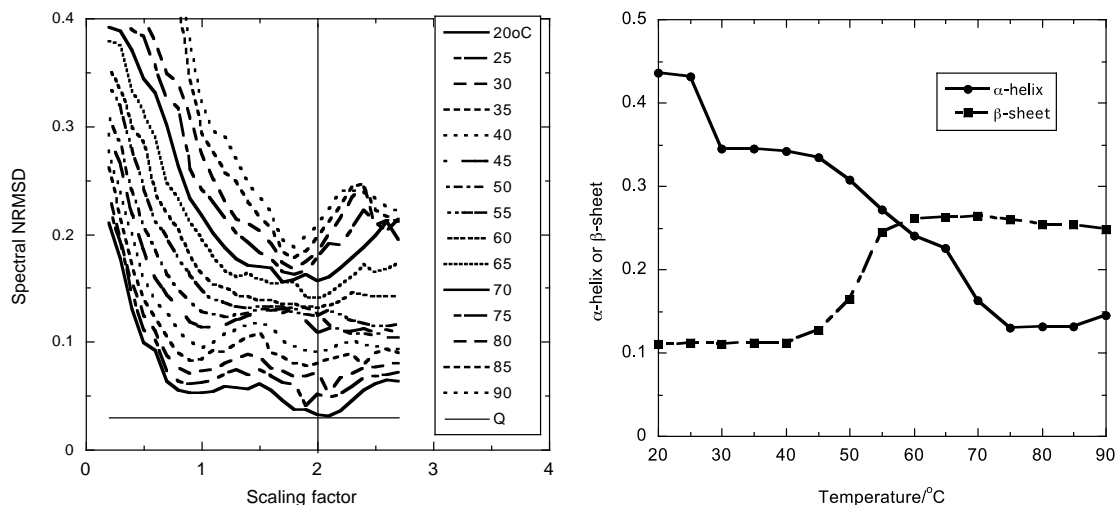 0.4
0.3
0.2
0.1
0
Spectral NRMSD
0 1 2 3 4
Scaling factor
20oC
25
30
35
40
45
50
55
60
65
70
75
80
85
90
Q
0.5
0.4
0.3
0.2
0.1
0
α-helix or β-sheet
α-helix
β-sheet
20 30 40 50 60 70 80 90
Temperature/°C